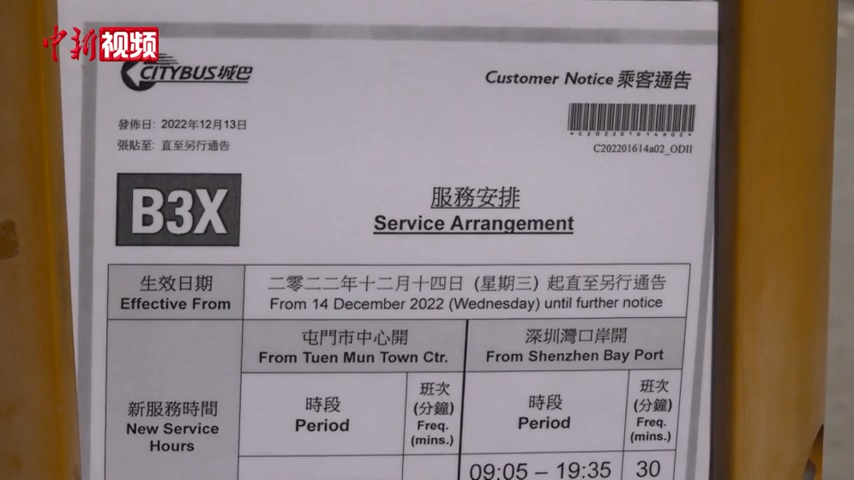 中新视频
CITYBUS城巴
Customer Notice 乘客通告
發佈日: 2022年12月13日
張貼至: 直至另行通告
*C202201614a02*
C202201614a02_ODII
B3X
服務安排
Service Arrangement
生效日期
Effective From
二零二二年十二月十四日 (星期三) 起直至另行通告
From 14 December 2022 (Wednesday) until further notice
屯門市中心開
From Tuen Mun Town Ctr.
深圳灣口岸開
From Shenzhen Bay Port
新服務時間
New Service
Hours
時段
Period
班次
(分鐘)
Freq.
(mins.)
時段
Period
班次
(分鐘)
Freq.
(mins.)
09:05 – 19:35
30